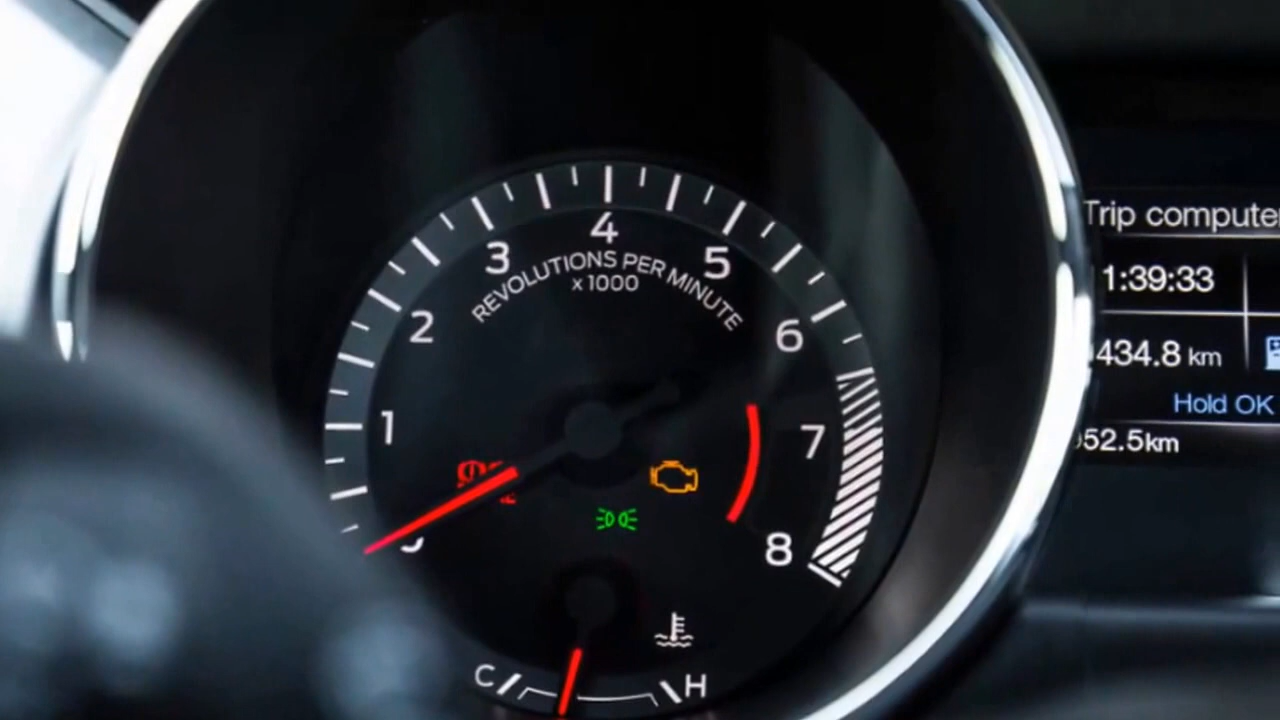 4
3
5
REVOLUTIONS PER MINUTE
x1000
2
6
1
7
8
C
H
Trip compute
1:39:33
434.8 km
Hold OK
52.5km